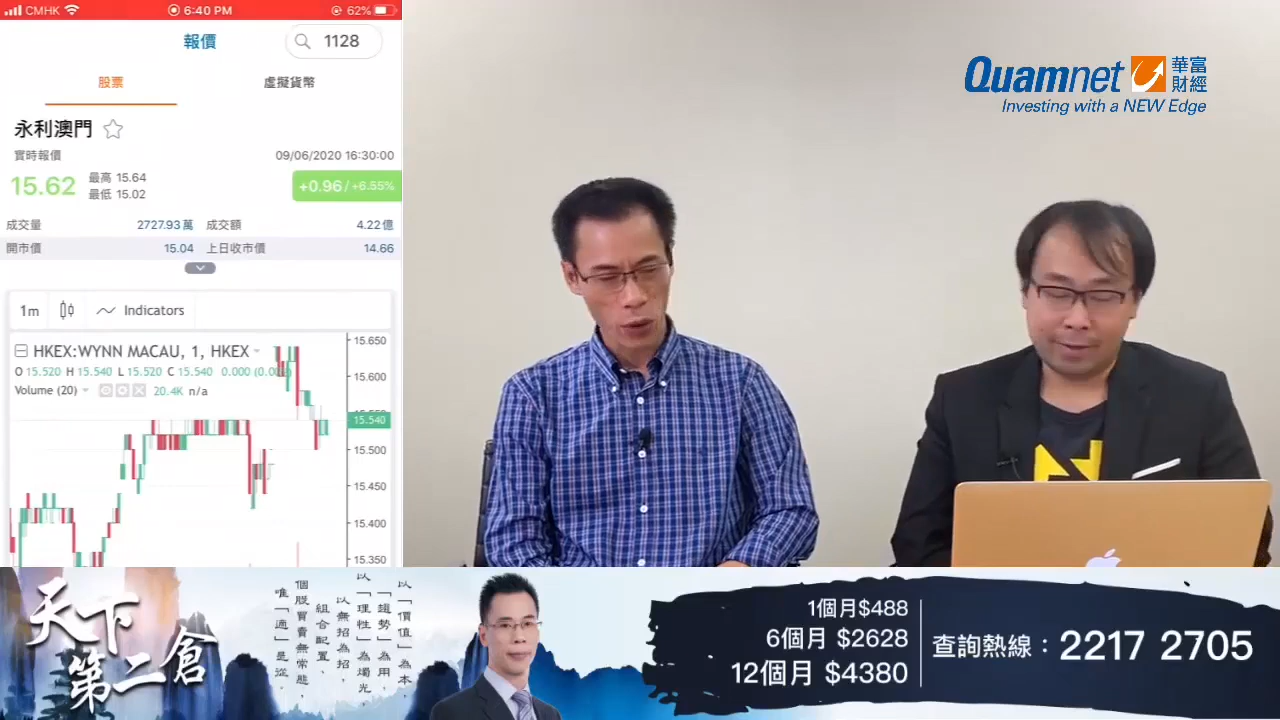 CMHK
6:40 PM
62%
報價
1128
股票
虛擬貨幣
永利澳門
實時報價
09/06/2020 16:30:00
15.62
最高 15.64
最低 15.02
+0.96 / +6.55%
成交量 2727.93萬 成交額 4.22億
開市價 15.04 上日收市價 14.66
1m
Indicators
HKEX:WYNN MACAU, 1, HKEX
O 15.520 H 15.540 L 15.520 C 15.540 0.000
Volume (20) 20.4K n/a
15.650
15.600
15.540
15.500
15.450
15.400
15.350
Quamnet 華富財經
Investing with a NEW Edge
天下第二倉
以「價值」為本
「趨勢」為用，
以「理性」為燭光
以無招為招，
組合配置、
個股買賣無常態，
唯「適」是從。
1個月$488
6個月 $2628
12個月 $4380
查詢熱線：2217 2705